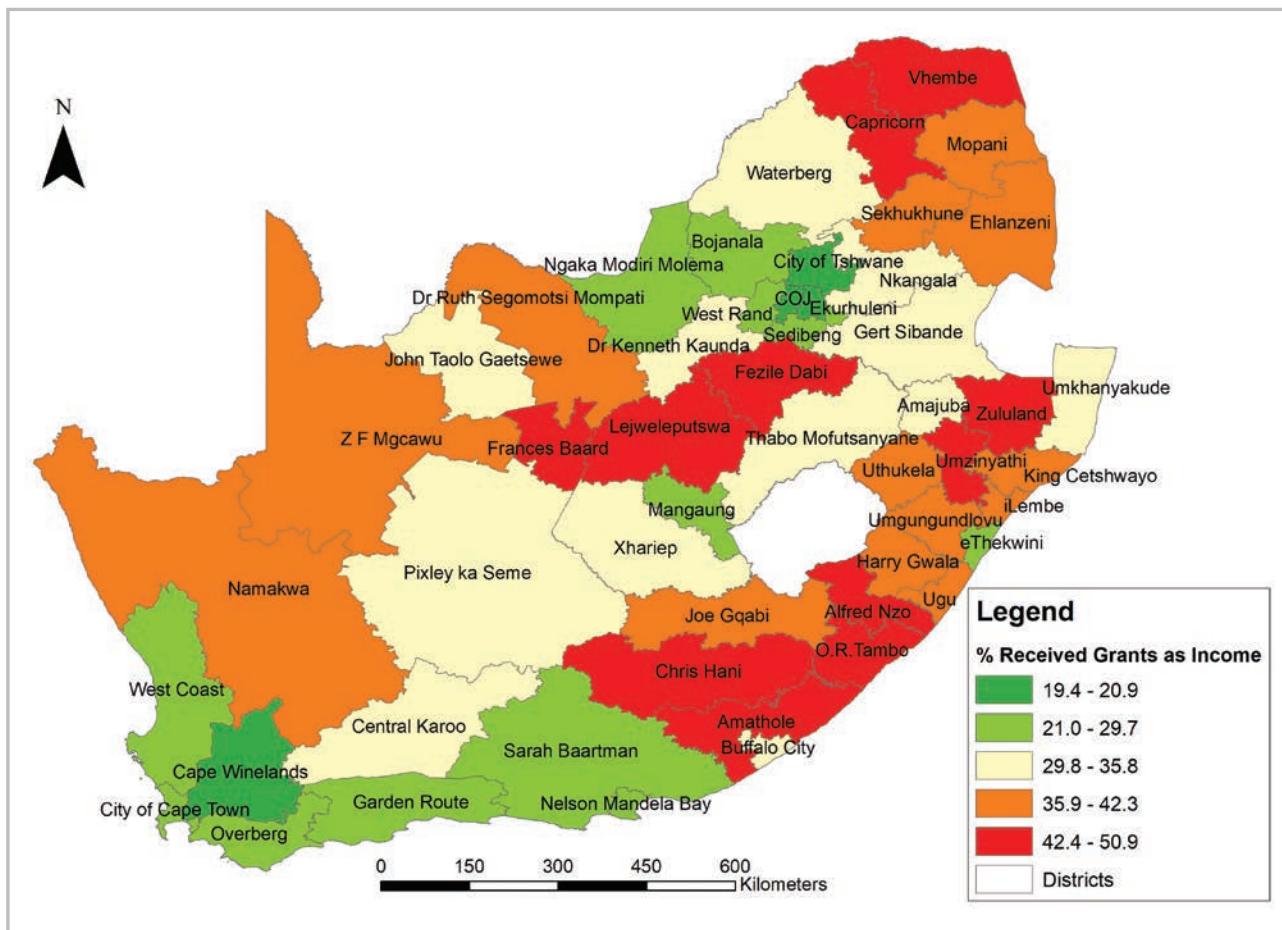 N
Vhembe
Capricorn
Mopani
Waterberg
Sekhukhune
Ehlanzeni
Bojanala
Ngaka Modiri Molema
City of Tshwane
Nkangala
Dr Ruth Segomotsi Mompati
COJ
West Rand
Ekurhuleni
Sedibeng
Gert Sibande
Dr Kenneth Kaunda
John Taolo Gaetsewe
Fezile Dabi
Umkhanyakude
Amajuba
Zululand
Z F Mgcawu
Frances Baard
Lejweleputswa
Thabo Mofutsanyane
Umzinyathi
Uthukela
King Cetshwayo
iLembe
Mangaung
Umgungundlovu
eThekwini
Xhariep
Harry Gwala
Pixley ka Seme
Namakwa
Ugu
Joe Gqabi
Alfred Nzo
O.R.Tambo
Chris Hani
West Coast
Central Karoo
Amathole
Buffalo City
Sarah Baartman
Cape Winelands
City of Cape Town
Garden Route
Nelson Mandela Bay
Overberg
Legend
% Received Grants as Income
19.4 - 20.9
21.0 - 29.7
29.8 - 35.8
35.9 - 42.3
42.4 - 50.9
Districts
0 150 300 450 600
Kilometers